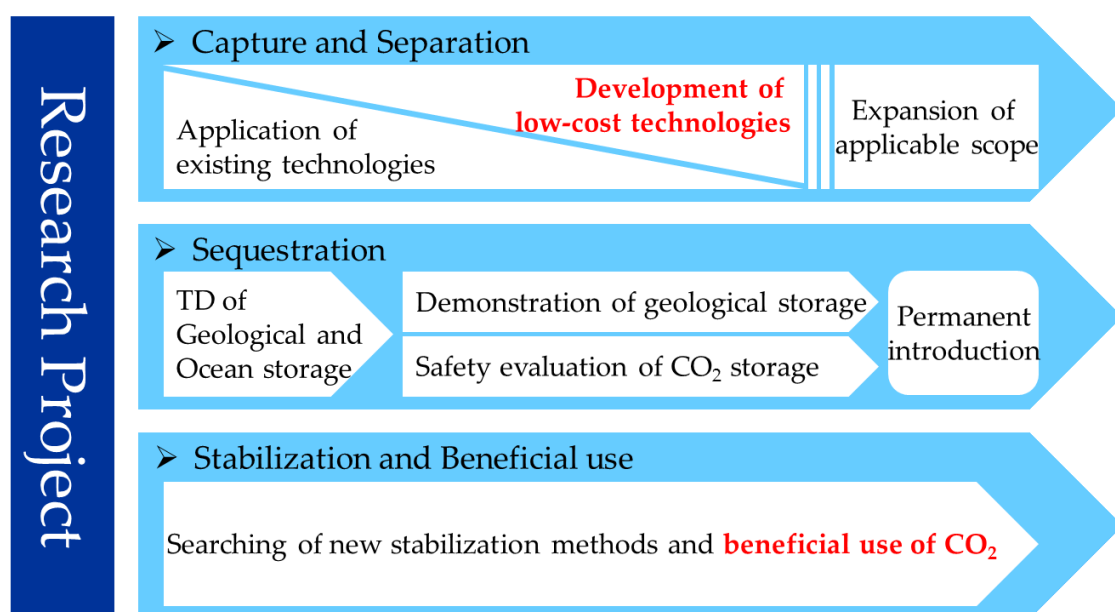 Research Project
➢ Capture and Separation
Application of
existing technologies
Development of
low-cost technologies
Expansion of
applicable scope
➢ Sequestration
TD of
Geological and
Ocean storage
Demonstration of geological storage
Safety evaluation of CO₂ storage
Permanent
introduction
➢ Stabilization and Beneficial use
Searching of new stabilization methods and beneficial use of CO₂